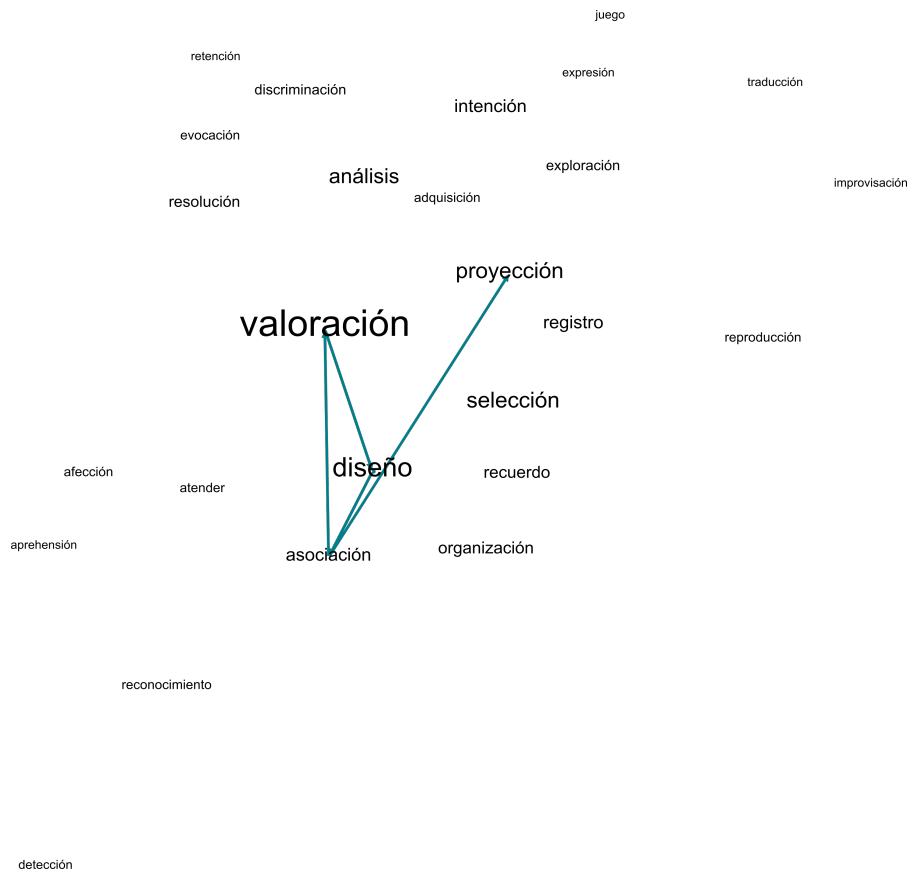 juego
retención
expresión
traducción
discriminación
intención
evocación
exploración
análisis
improvisación
adquisición
resolución
proyección
valoración
registro
reproducción
selección
diseño
afección
recuerdo
atender
aprehensión
organización
asociación
reconocimiento
detección